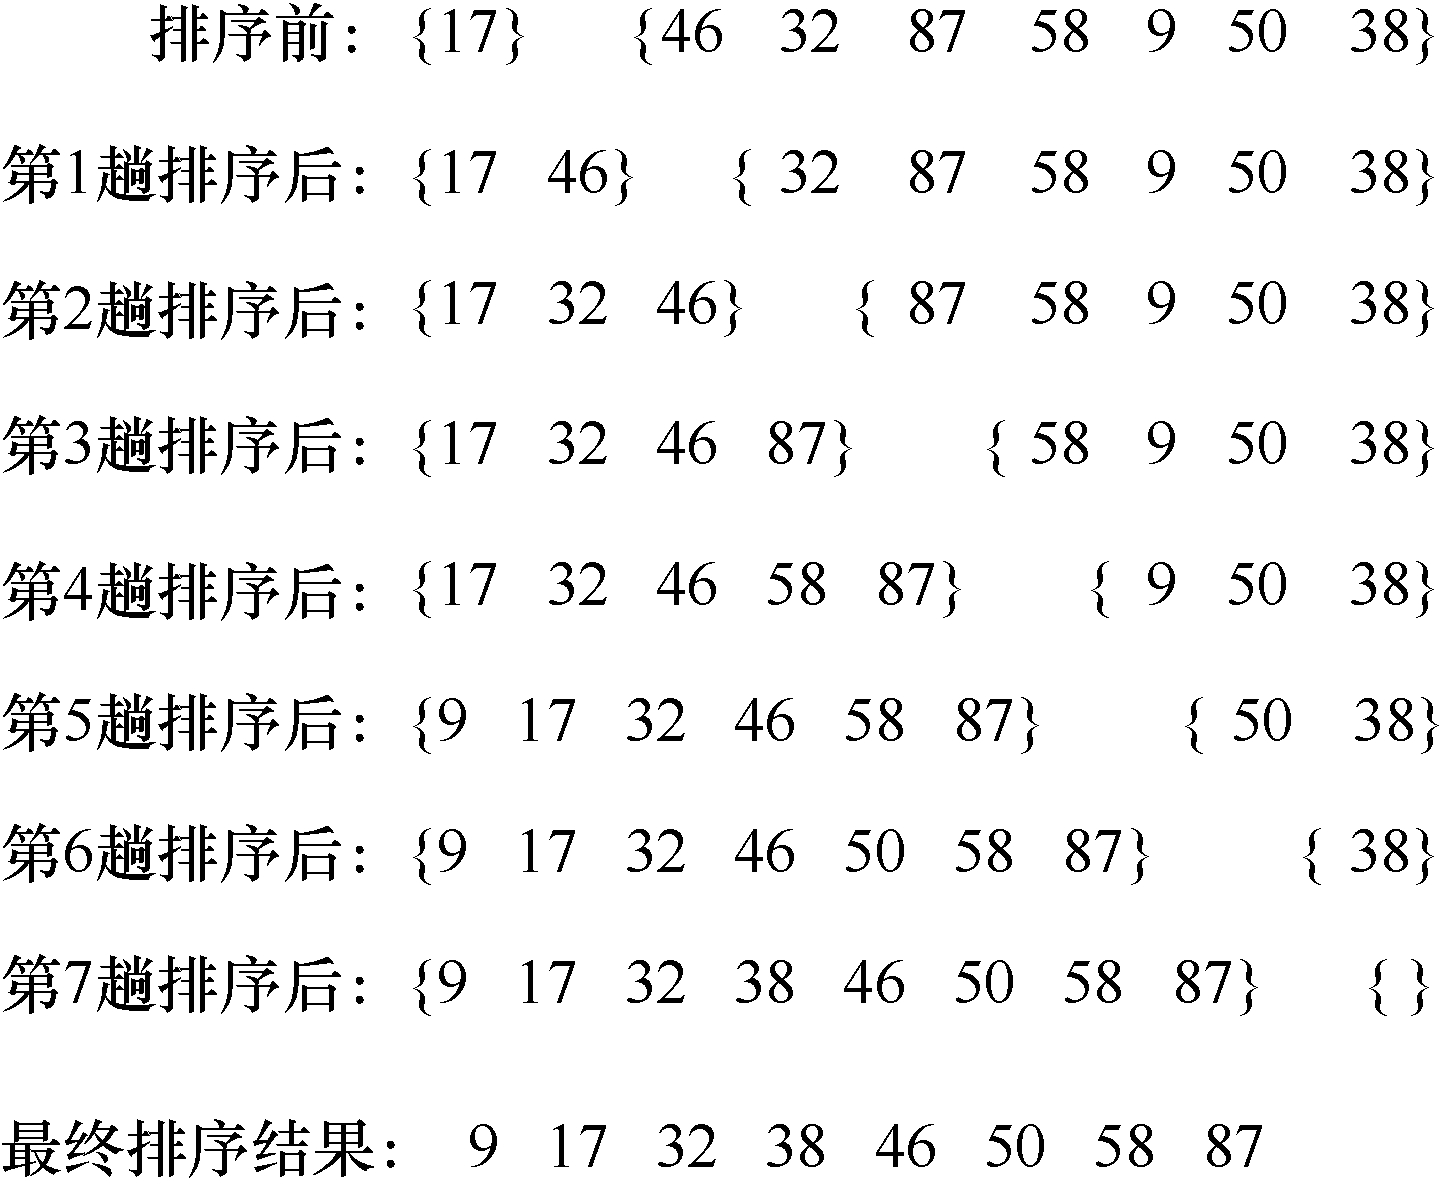 排序前：{17} {46 32 87 58 9 50 38}
第1趟排序后：{17 46} { 32 87 58 9 50 38}
第2趟排序后：{17 32 46} { 87 58 9 50 38}
第3趟排序后：{17 32 46 87} { 58 9 50 38}
第4趟排序后：{17 32 46 58 87} { 9 50 38}
第5趟排序后：{9 17 32 46 58 87} { 50 38}
第6趟排序后：{9 17 32 46 50 58 87} { 38}
第7趟排序后：{9 17 32 38 46 50 58 87} { }
最终排序结果： 9 17 32 38 46 50 58 87